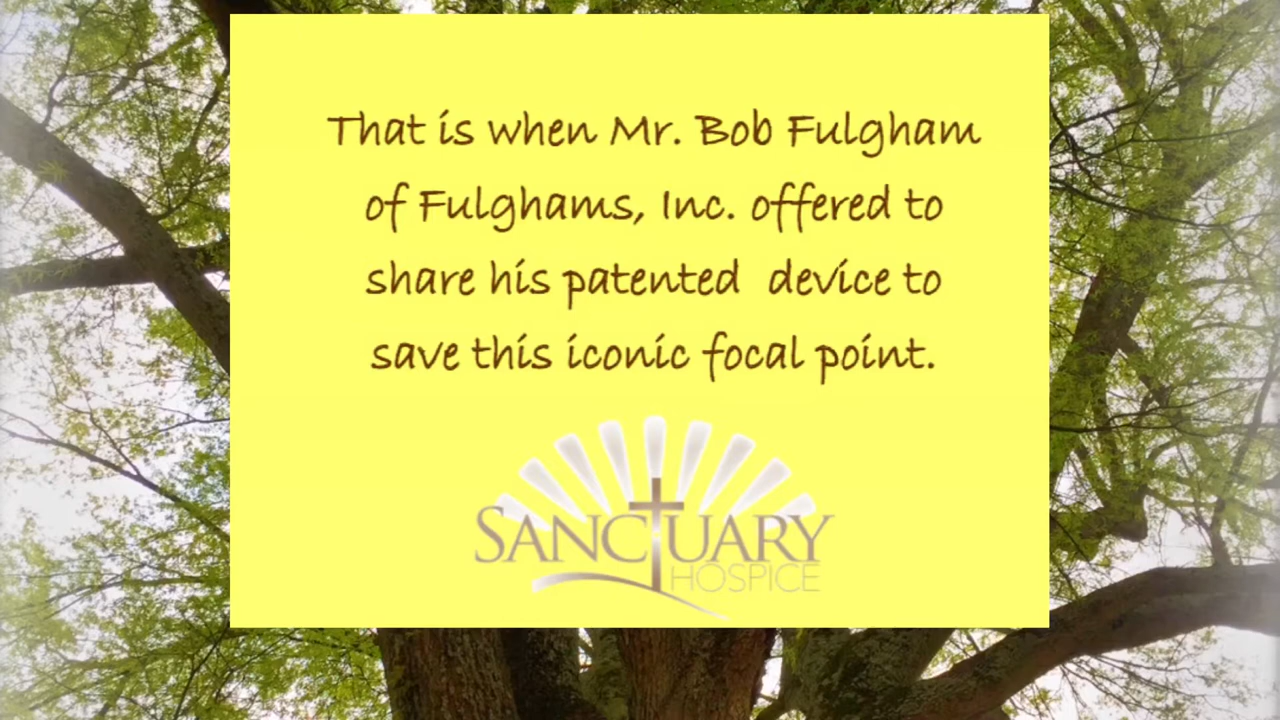 That is when Mr. Bob Fulgham
of Fulghams, Inc. offered to
share his patented  device to
save this iconic focal point.
SANCTUARY
HOSPICE